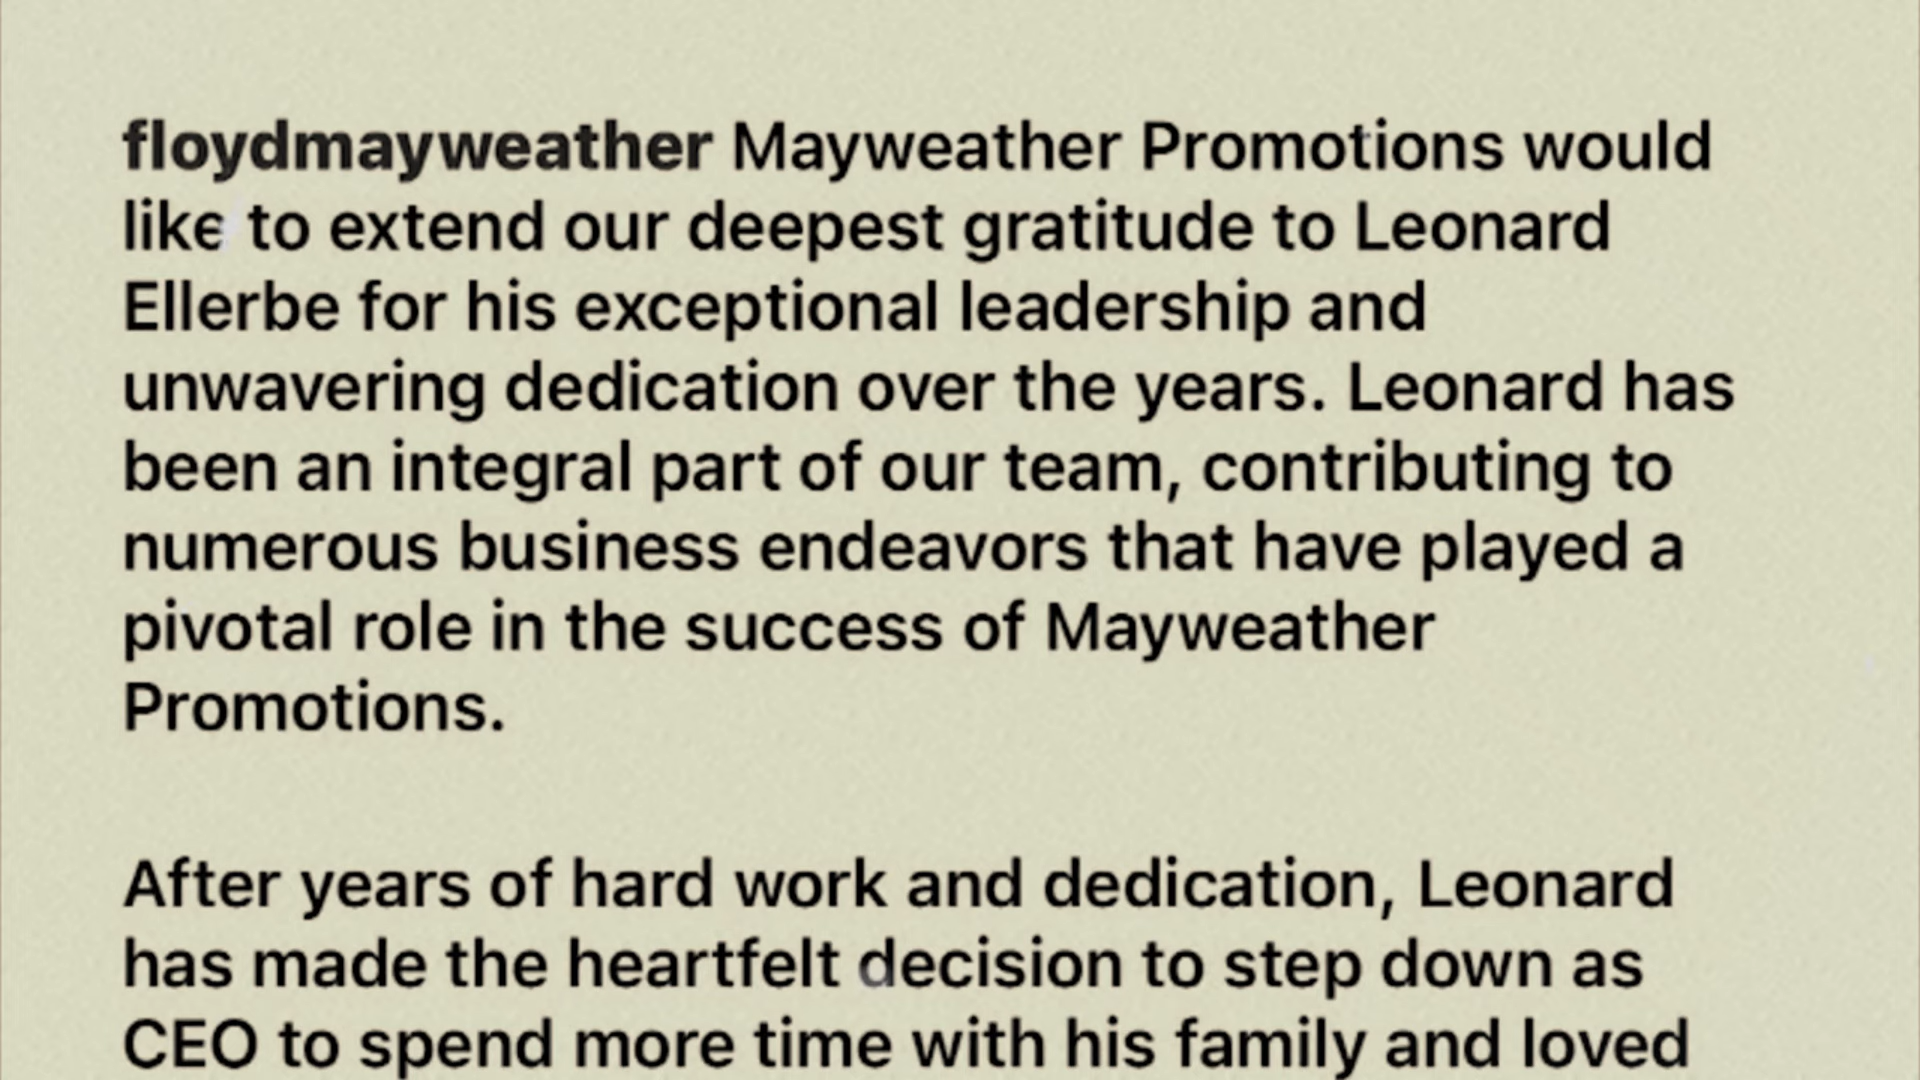 floydmayweather Mayweather Promotions would
like to extend our deepest gratitude to Leonard
Ellerbe for his exceptional leadership and
unwavering dedication over the years. Leonard has
been an integral part of our team, contributing to
numerous business endeavors that have played a
pivotal role in the success of Mayweather
Promotions.
After years of hard work and dedication, Leonard
has made the heartfelt decision to step down as
CEO to spend more time with his family and loved